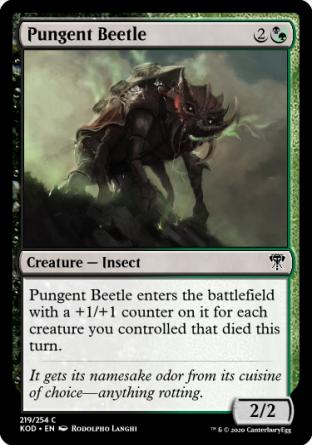 Pungent Beetle 2
Creature — Insect
Pungent Beetle enters the battlefield
with a +1/+1 counter on it for each
creature you controlled that died this
turn.
It gets its namesake odor from its cuisine
of choice—anything rotting.
2/2
219/254 C
KOD • EN Rodolpho Langhi
™ & © 2020 CanterburyEgg